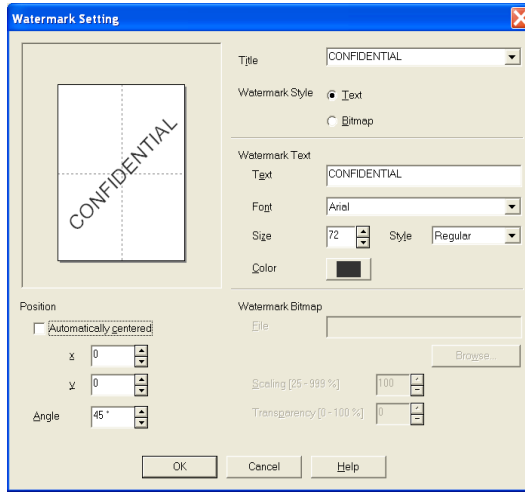 Watermark Setting
CONFIDENTIAL
Title CONFIDENTIAL
Watermark Style Text
Bitmap
Watermark Text
Text CONFIDENTIAL
Font Arial
Size 72 Style Regular
Color
Position
Automatically centered
x 0
y 0
Angle 45 °
Watermark Bitmap
File
Browse...
Scaling [25 - 999 %] 100
Transparency [0 - 100 %] 0
OK Cancel Help